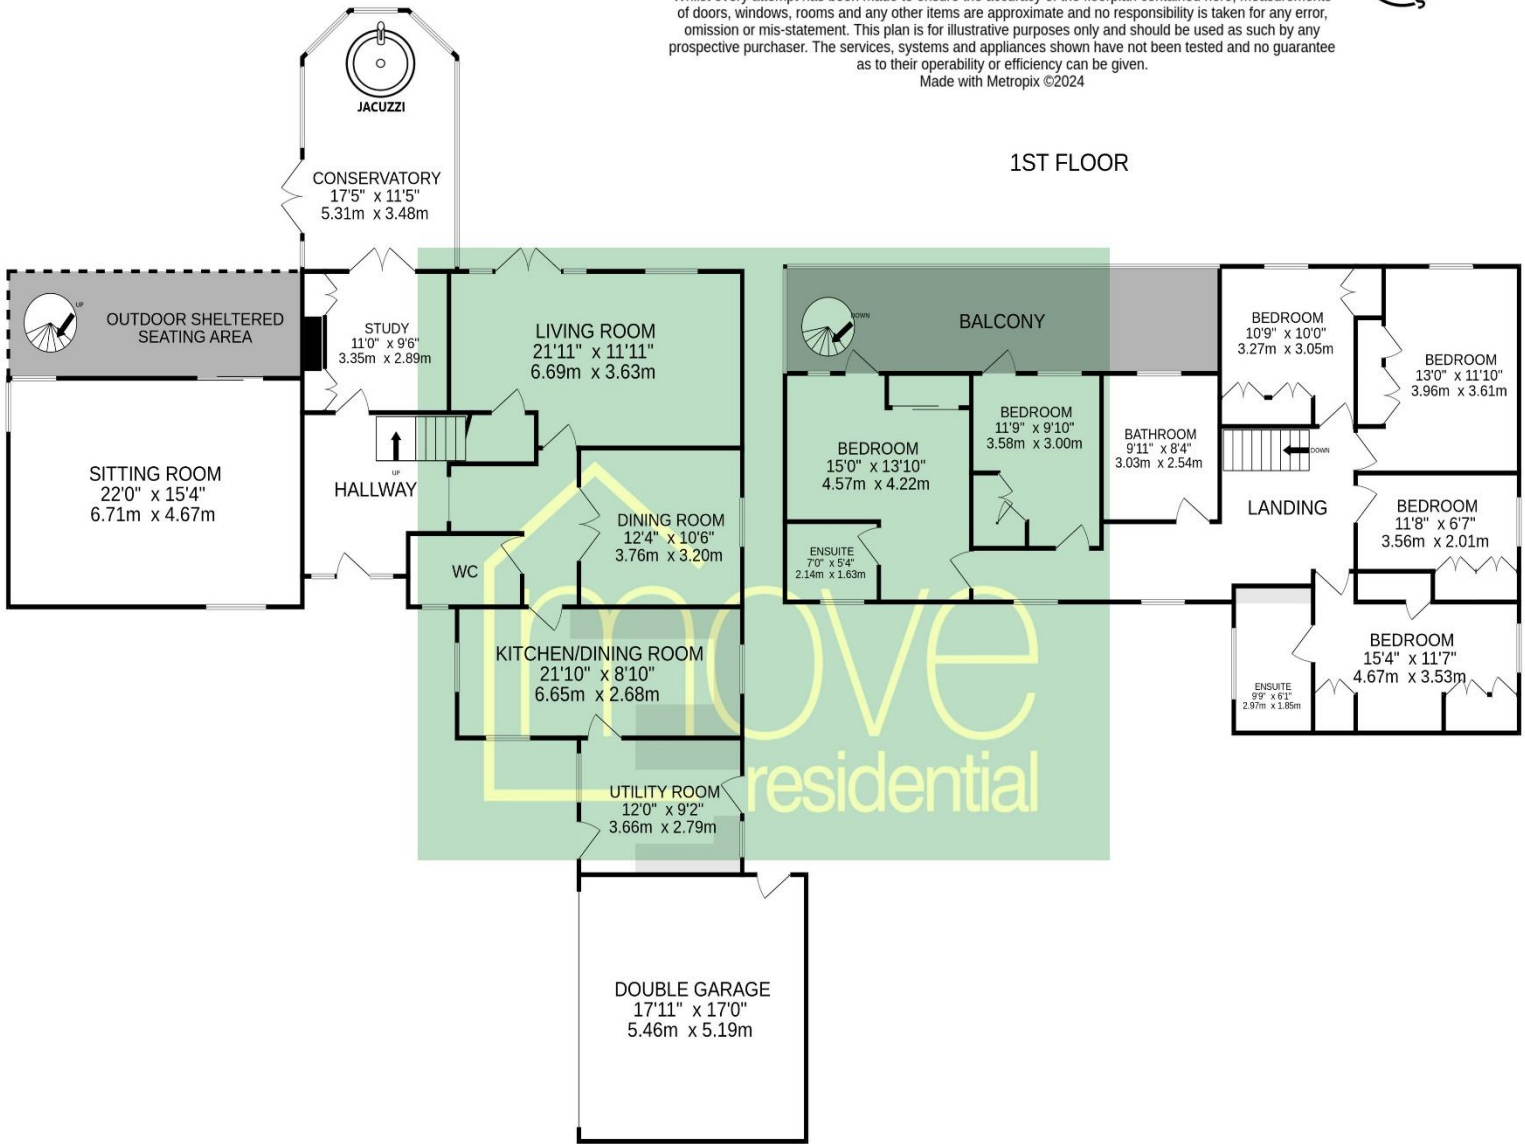 of doors, windows, rooms and any other items are approximate and no responsibility is taken for any error,
omission or mis-statement. This plan is for illustrative purposes only and should be used as such by any
prospective purchaser. The services, systems and appliances shown have not been tested and no guarantee
as to their operability or efficiency can be given.
Made with Metropix ©2024
S
JACUZZI
1ST FLOOR
CONSERVATORY
17'5" x 11'5"
5.31m x 3.48m
UP
OUTDOOR SHELTERED
SEATING AREA
STUDY
11'0" x 9'6"
3.35m x 2.89m
LIVING ROOM
21'11" x 11'11"
6.69m x 3.63m
SITTING ROOM
22'0" x 15'4"
6.71m x 4.67m
UP
HALLWAY
DINING ROOM
12'4" x 10'6"
3.76m x 3.20m
WC
KITCHEN/DINING ROOM
21'10" x 8'10"
6.65m x 2.68m
UTILITY ROOM
12'0" x 9'2"
3.66m x 2.79m
DOUBLE GARAGE
17'11" x 17'0"
5.46m x 5.19m
move
residential
DOWN
BALCONY
BEDROOM
15'0" x 13'10"
4.57m x 4.22m
ENSUITE
7'0" x 5'4"
2.14m x 1.63m
BEDROOM
11'9" x 9'10"
3.58m x 3.00m
BATHROOM
9'11" x 8'4"
3.03m x 2.54m
BEDROOM
10'9" x 10'0"
3.27m x 3.05m
BEDROOM
13'0" x 11'10"
3.96m x 3.61m
DOWN
LANDING
BEDROOM
11'8" x 6'7"
3.56m x 2.01m
BEDROOM
15'4" x 11'7"
4.67m x 3.53m
ENSUITE
9'9" x 6'1"
2.97m x 1.85m